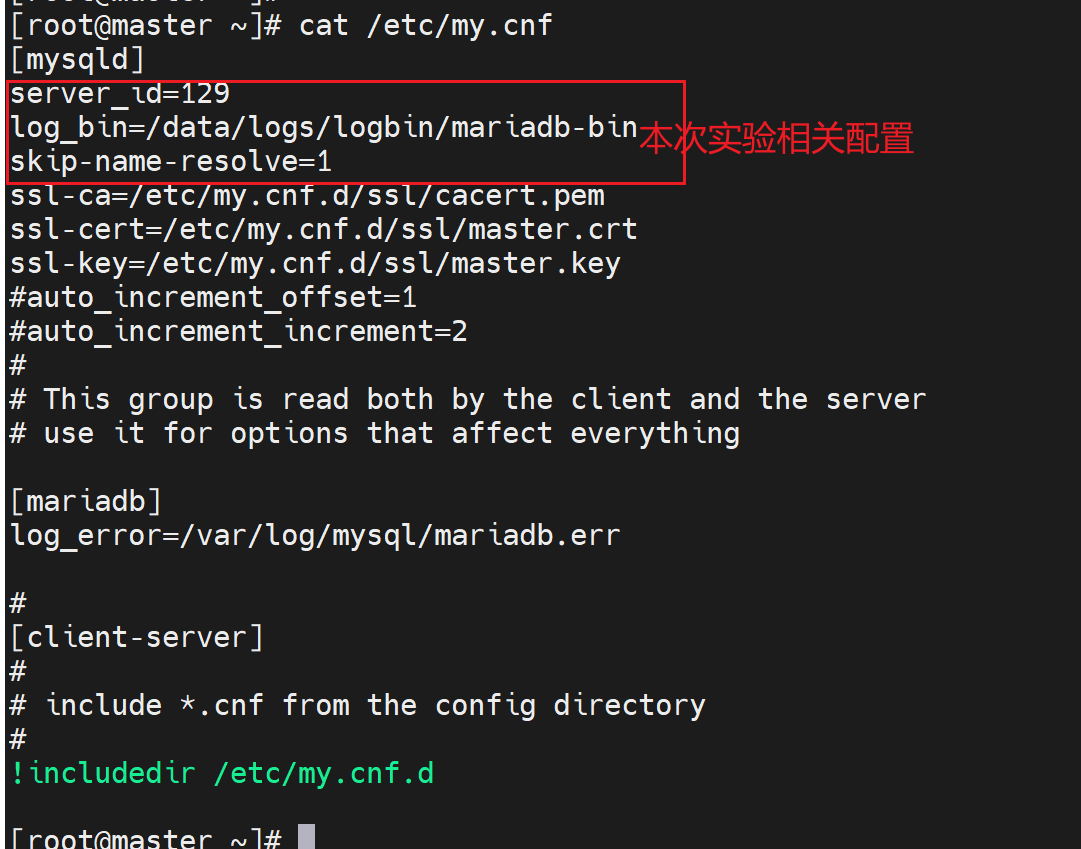 [root@master ~]#
[root@master ~]# cat /etc/my.cnf
[mysqld]
server_id=129
log_bin=/data/logs/logbin/mariadb-bin
本次实验相关配置
skip-name-resolve=1
ssl-ca=/etc/my.cnf.d/ssl/cacert.pem
ssl-cert=/etc/my.cnf.d/ssl/master.crt
ssl-key=/etc/my.cnf.d/ssl/master.key
#auto_increment_offset=1
#auto_increment_increment=2
#
# This group is read both by the client and the server
# use it for options that affect everything
[mariadb]
log_error=/var/log/mysql/mariadb.err
#
[client-server]
#
# include *.cnf from the config directory
#
!includedir /etc/my.cnf.d
[root@master ~]#